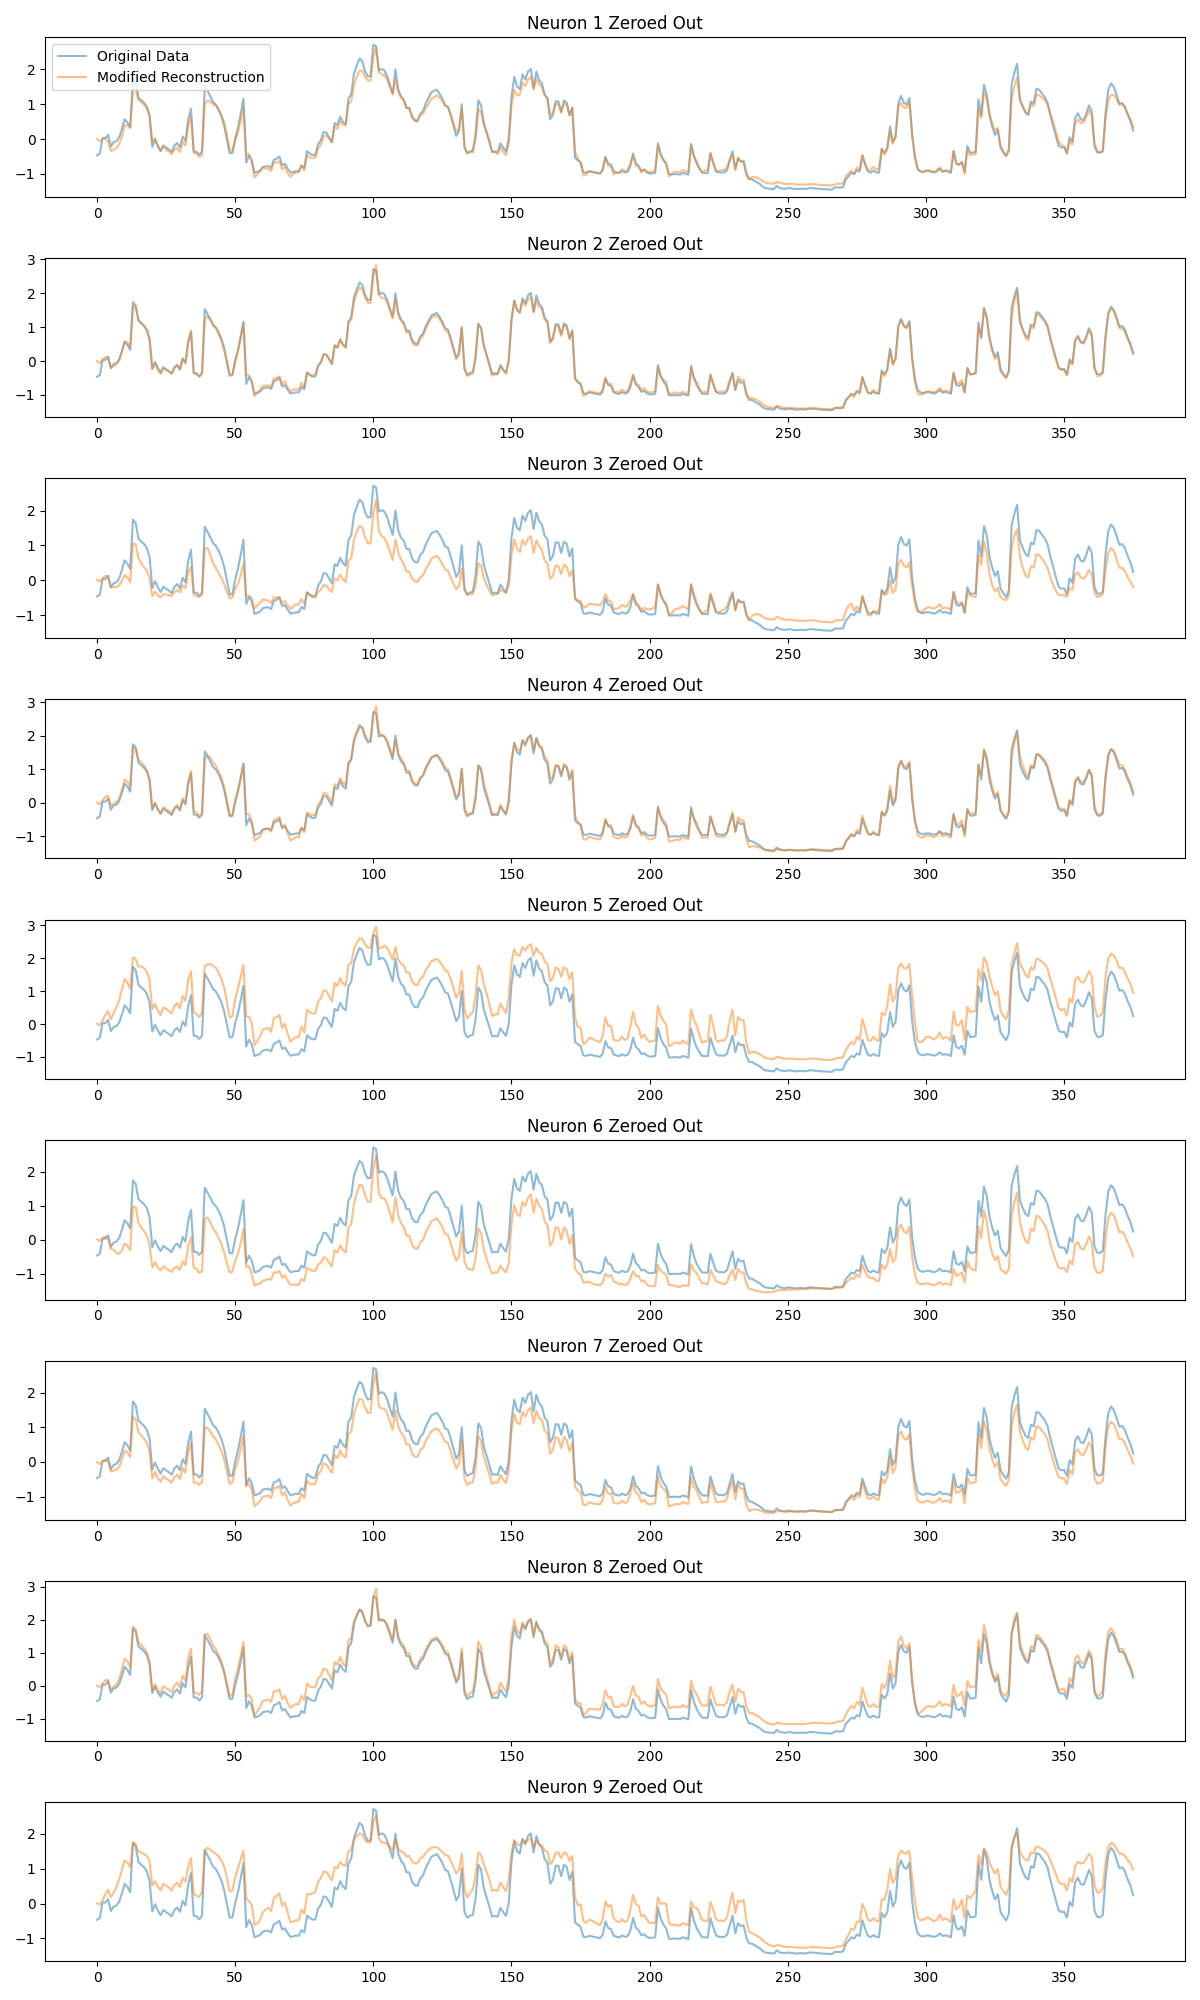 Neuron 1 Zeroed Out
Original Data
Modified Reconstruction
2
1
0
−1
0 50 100 150 200 250 300 350
Neuron 2 Zeroed Out
3
2
1
0
−1
0 50 100 150 200 250 300 350
Neuron 3 Zeroed Out
2
1
0
−1
0 50 100 150 200 250 300 350
Neuron 4 Zeroed Out
3
2
1
0
−1
0 50 100 150 200 250 300 350
Neuron 5 Zeroed Out
3
2
1
0
−1
0 50 100 150 200 250 300 350
Neuron 6 Zeroed Out
2
1
0
−1
0 50 100 150 200 250 300 350
Neuron 7 Zeroed Out
2
1
0
−1
0 50 100 150 200 250 300 350
Neuron 8 Zeroed Out
3
2
1
0
−1
0 50 100 150 200 250 300 350
Neuron 9 Zeroed Out
2
1
0
−1
0 50 100 150 200 250 300 350